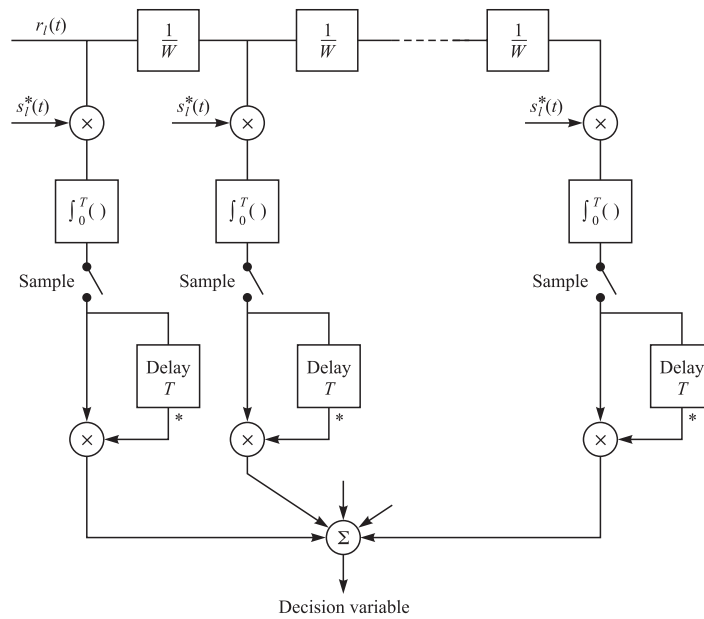 r_l(t)
1/W
1/W
1/W
s_l^*(t)
s_l^*(t)
s_l^*(t)
×
×
×
∫_0^T( )
∫_0^T( )
∫_0^T( )
Sample
Sample
Sample
Delay
T
Delay
T
Delay
T
*
*
*
×
×
×
Σ
Decision variable